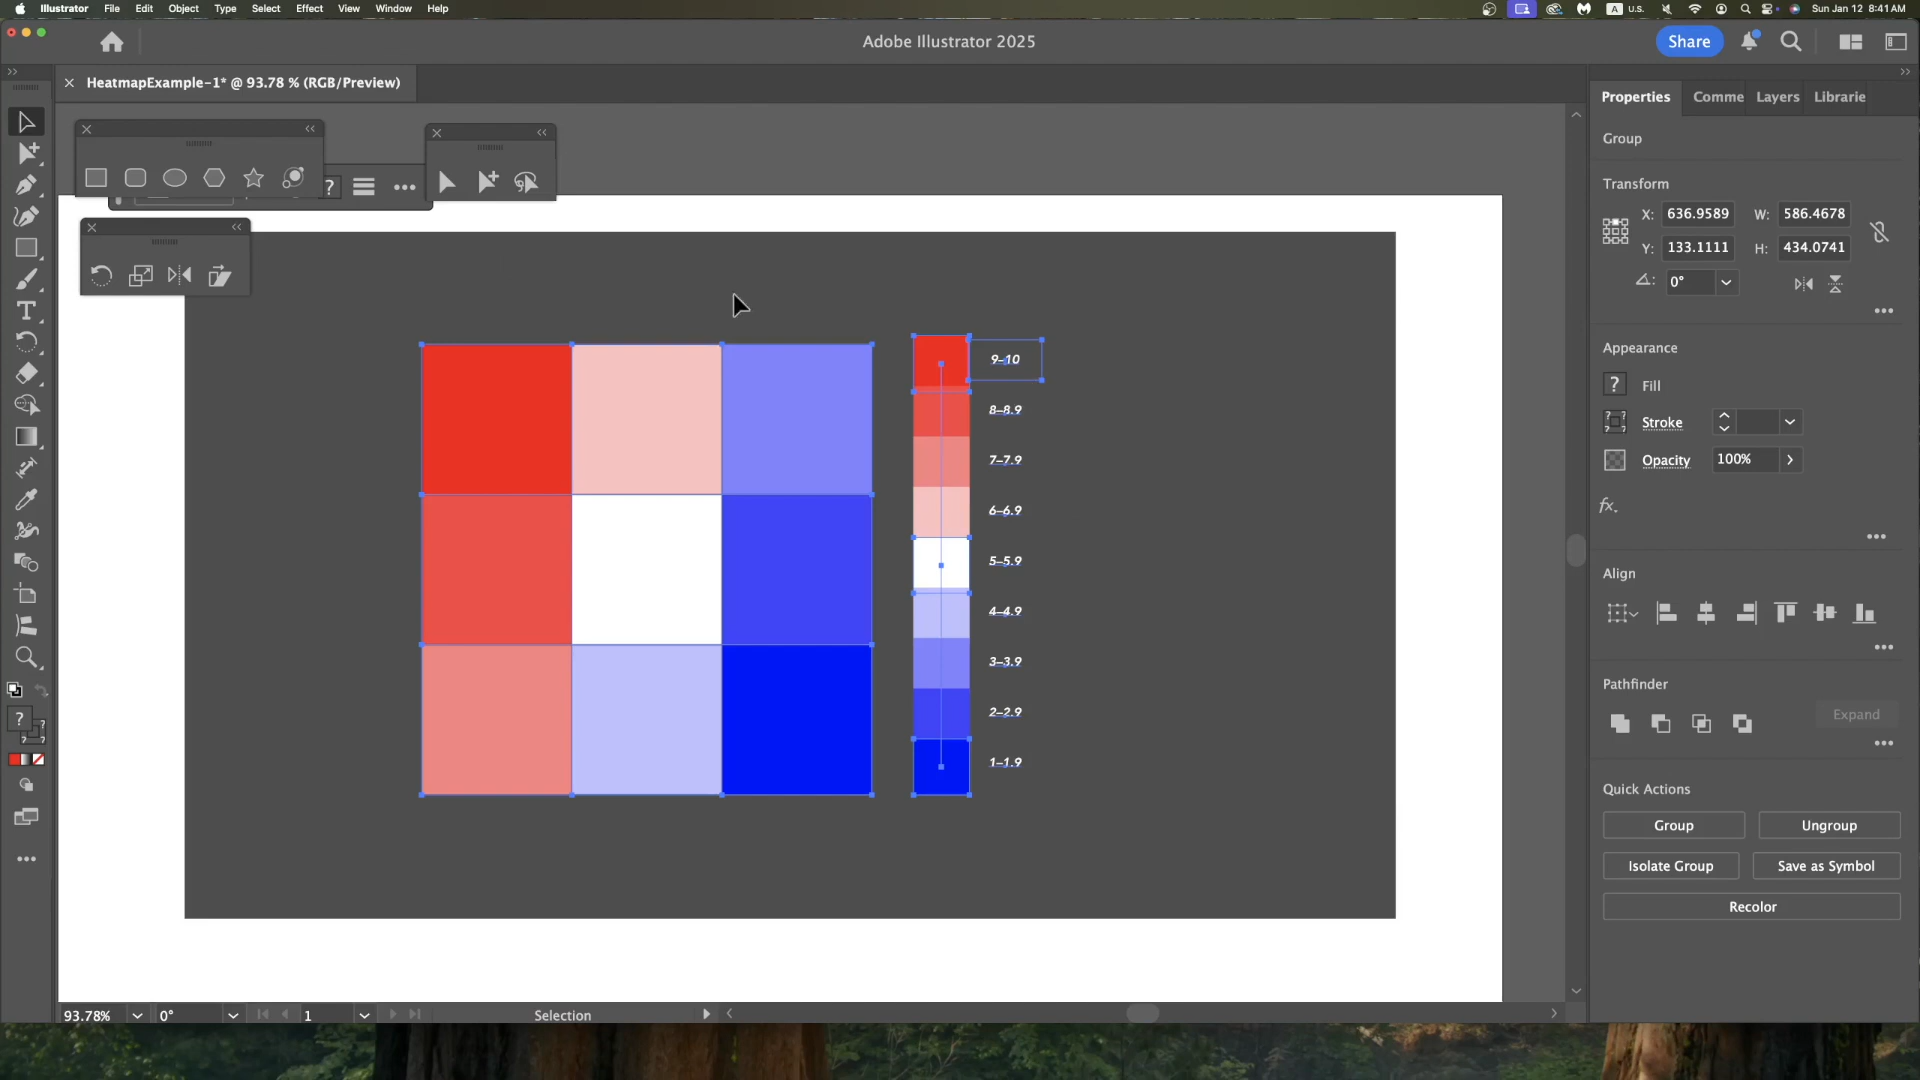 Illustrator File Edit Object Type Select Effect View Window Help
A U.S. Sun Jan 12 8:41 AM
Adobe Illustrator 2025
Share
HeatmapExample-1* @ 93.78 % (RGB/Preview)
Properties Comme Layers Librarie
Group
Transform
X: 636.9589 W: 586.4678
Y: 133.1111 H: 434.0741
0°
Appearance
? Fill
Stroke
Opacity 100%
fx.
Align
Pathfinder
Expand
Quick Actions
Group Ungroup
Isolate Group Save as Symbol
Recolor
?
9–10
8–8.9
7–7.9
6–6.9
5–5.9
4–4.9
3–3.9
2–2.9
1–1.9
93.78% 0° 1 Selection